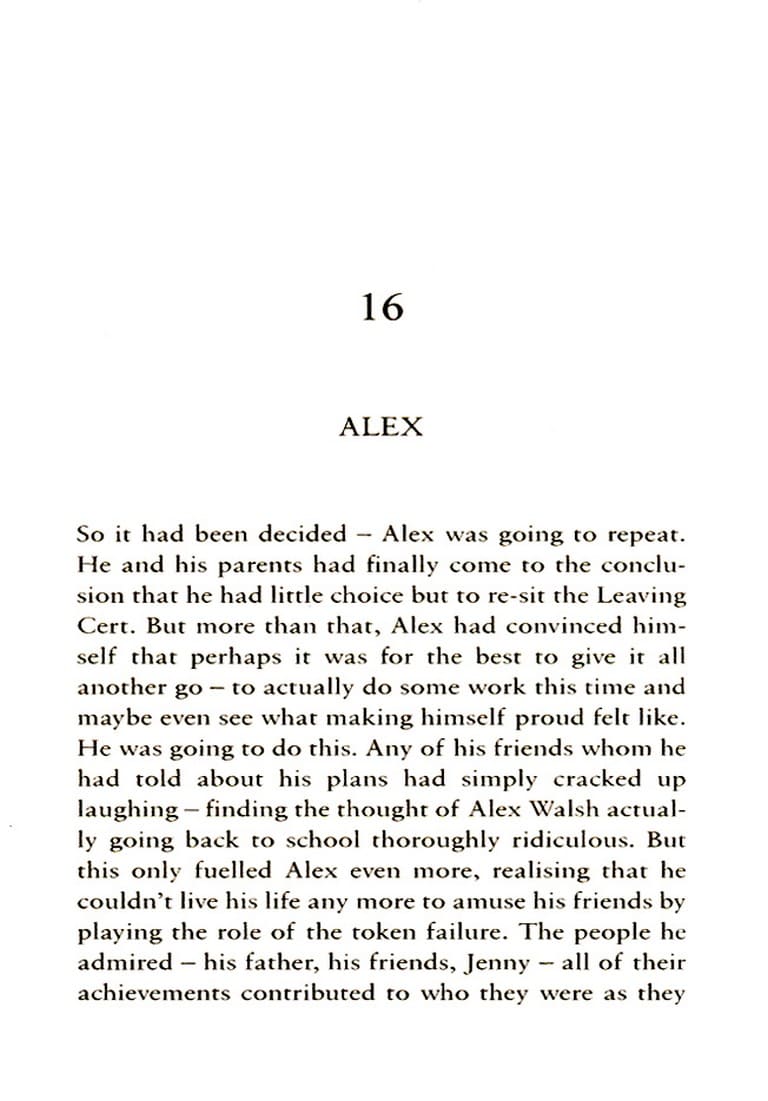 16
ALEX
So it had been decided – Alex was going to repeat.
He and his parents had finally come to the conclu-
sion that he had little choice but to re-sit the Leaving
Cert. But more than that, Alex had convinced him-
self that perhaps it was for the best to give it all
another go – to actually do some work this time and
maybe even see what making himself proud felt like.
He was going to do this. Any of his friends whom he
had told about his plans had simply cracked up
laughing – finding the thought of Alex Walsh actual-
ly going back to school thoroughly ridiculous. But
this only fuelled Alex even more, realising that he
couldn't live his life any more to amuse his friends by
playing the role of the token failure. The people he
admired – his father, his friends, Jenny – all of their
achievements contributed to who they were as they